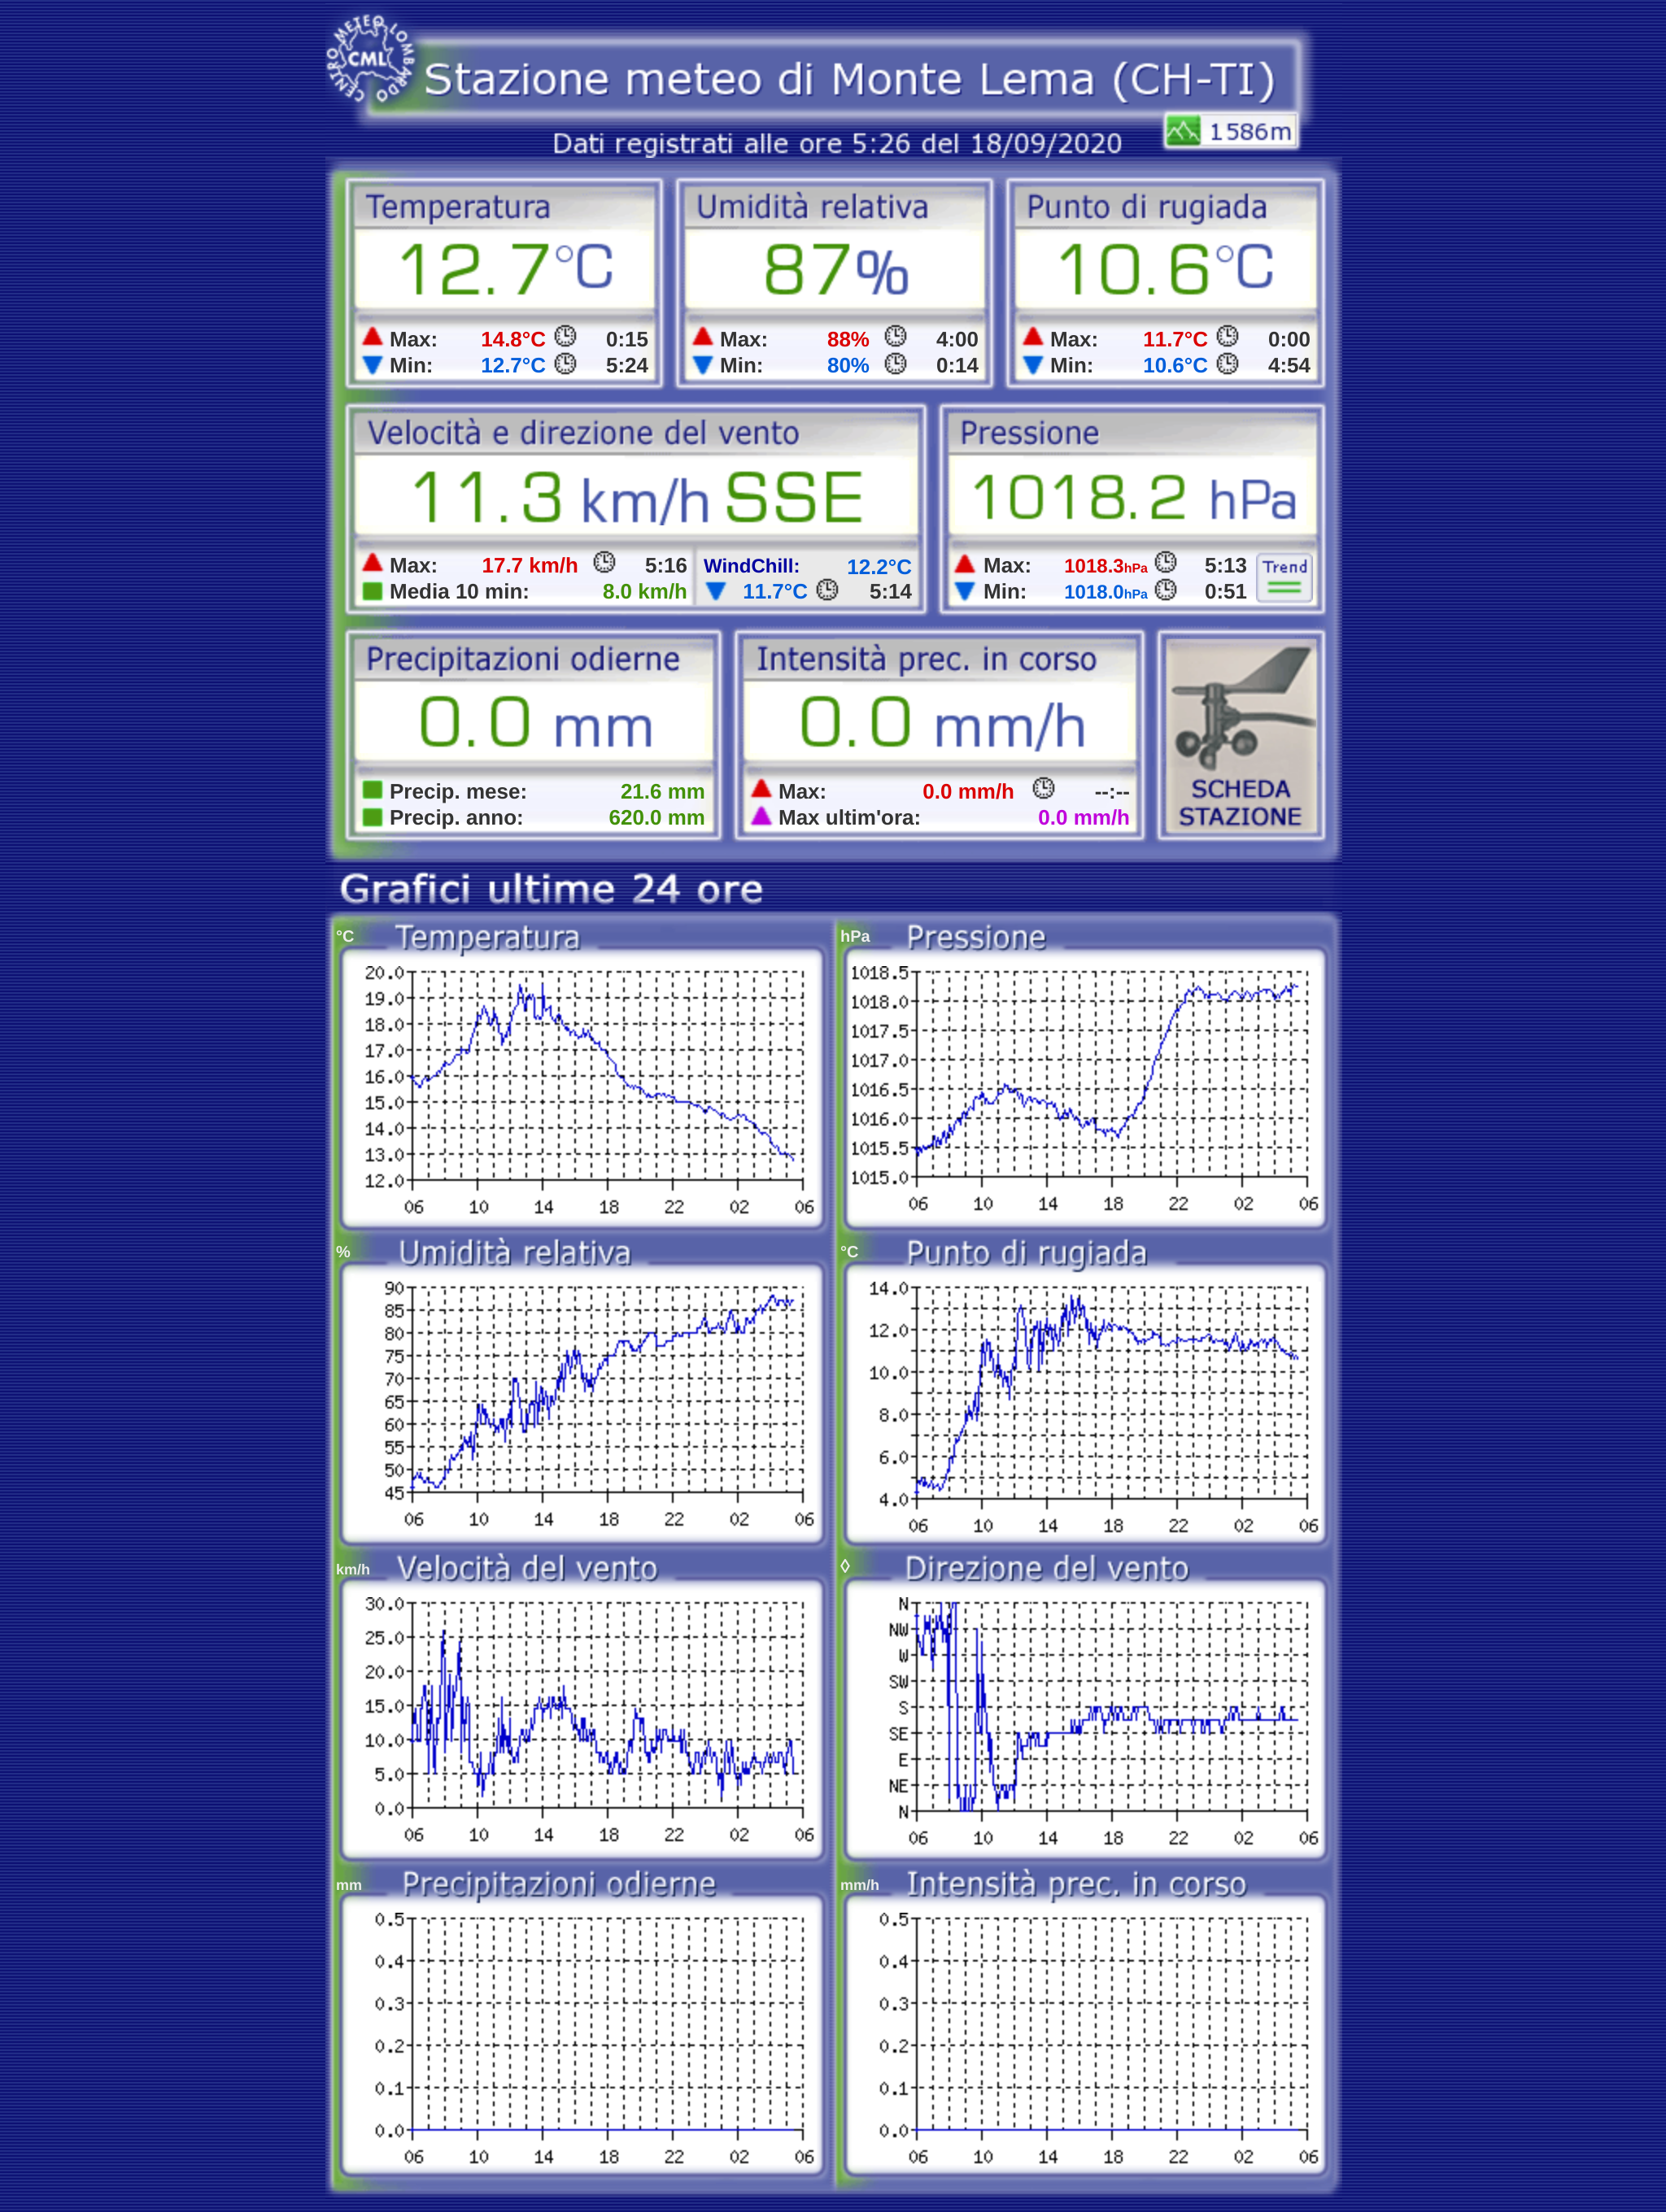 CENTRO METEO LOMBARDO
CML
Stazione meteo di Monte Lema (CH-TI)
Dati registrati alle ore 5:26 del 18/09/2020
1586m
Temperatura
12.7°C
Max: 14.8°C 0:15
Min: 12.7°C 5:24
Umidità relativa
87%
Max: 88% 4:00
Min: 80% 0:14
Punto di rugiada
10.6°C
Max: 11.7°C 0:00
Min: 10.6°C 4:54
Velocità e direzione del vento
11.3 km/h SSE
Max: 17.7 km/h 5:16
Media 10 min: 8.0 km/h
WindChill: 12.2°C
11.7°C 5:14
Pressione
1018.2 hPa
Max: 1018.3hPa 5:13
Min: 1018.0hPa 0:51
Trend
Precipitazioni odierne
0.0 mm
Precip. mese: 21.6 mm
Precip. anno: 620.0 mm
Intensità prec. in corso
0.0 mm/h
Max: 0.0 mm/h --:--
Max ultim'ora: 0.0 mm/h
SCHEDA
STAZIONE
Grafici ultime 24 ore
°C Temperatura
20.0
19.0
18.0
17.0
16.0
15.0
14.0
13.0
12.0
06 10 14 18 22 02 06
hPa Pressione
1018.5
1018.0
1017.5
1017.0
1016.5
1016.0
1015.5
1015.0
06 10 14 18 22 02 06
% Umidità relativa
90
85
80
75
70
65
60
55
50
45
06 10 14 18 22 02 06
°C Punto di rugiada
14.0
12.0
10.0
8.0
6.0
4.0
06 10 14 18 22 02 06
km/h Velocità del vento
30.0
25.0
20.0
15.0
10.0
5.0
0.0
06 10 14 18 22 02 06
◊ Direzione del vento
N
NW
W
SW
S
SE
E
NE
N
06 10 14 18 22 02 06
mm Precipitazioni odierne
0.5
0.4
0.3
0.2
0.1
0.0
06 10 14 18 22 02 06
mm/h Intensità prec. in corso
0.5
0.4
0.3
0.2
0.1
0.0
06 10 14 18 22 02 06